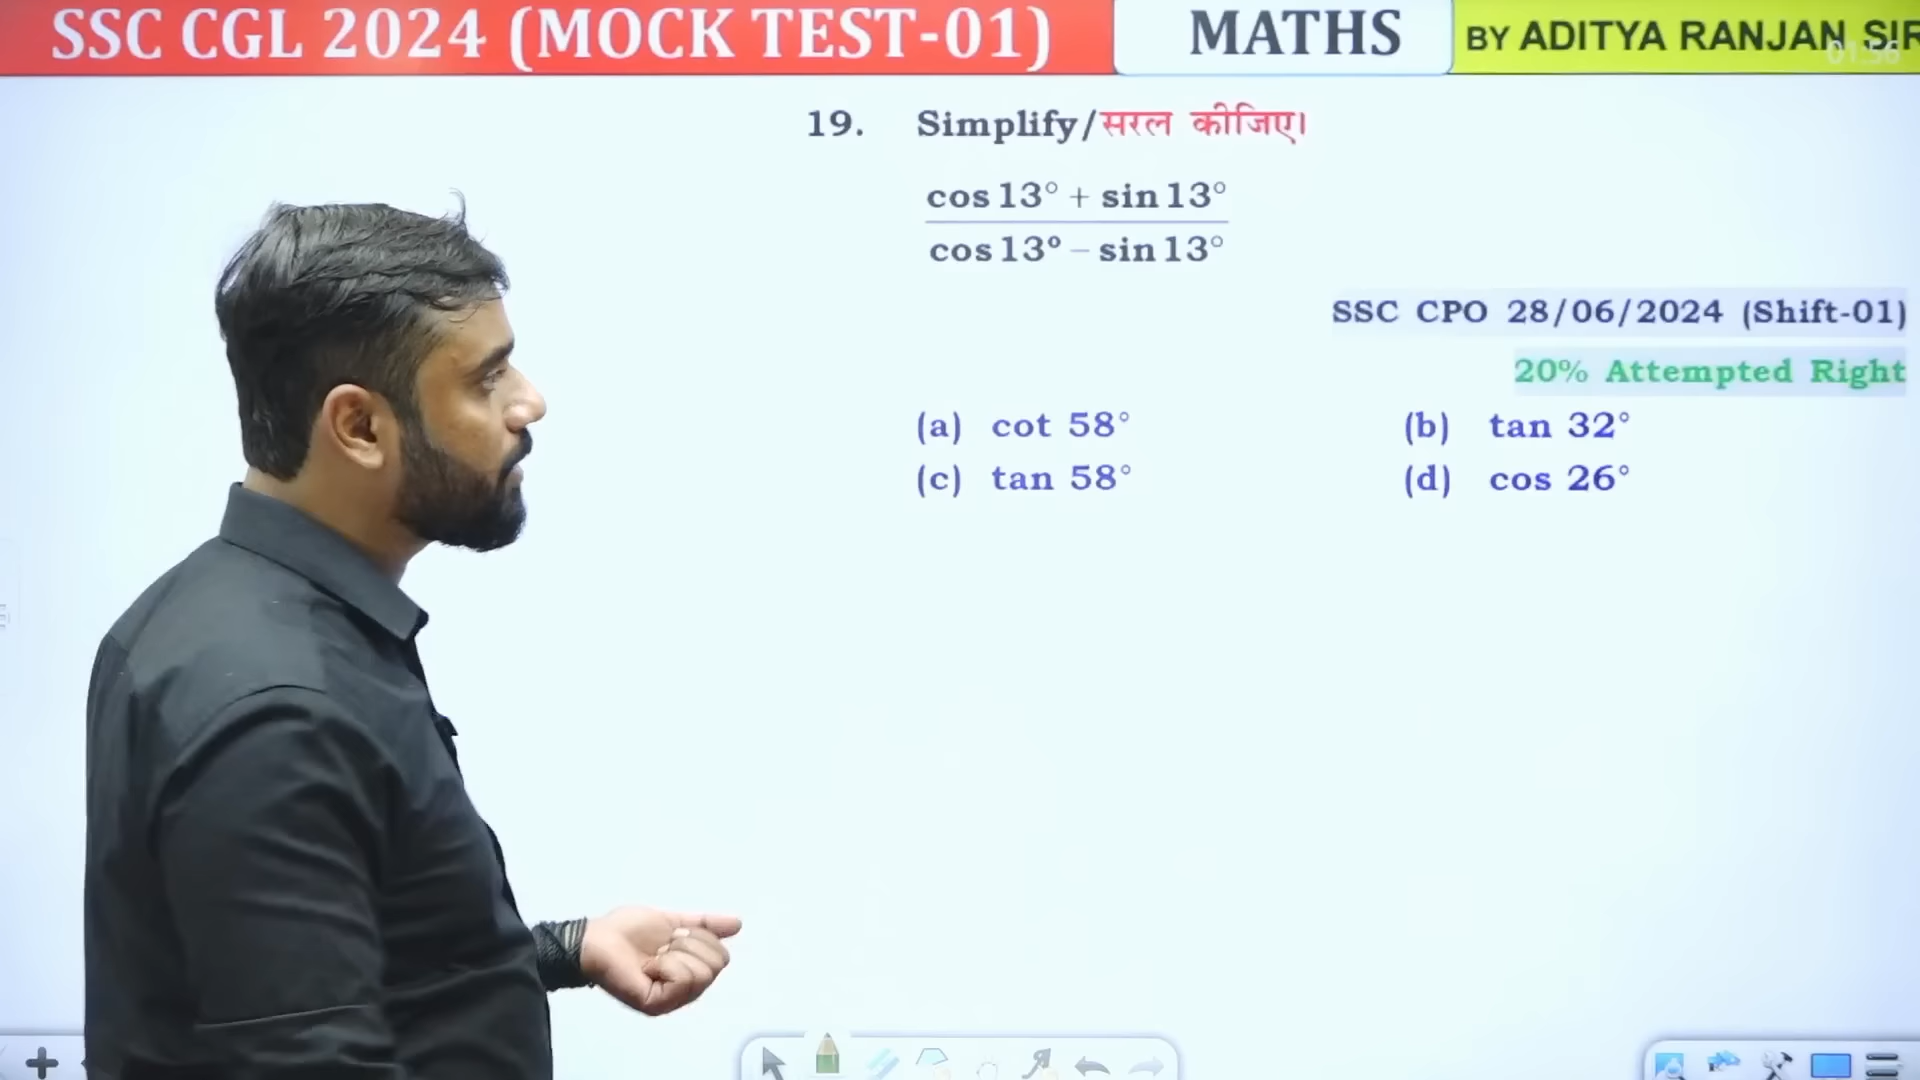 SSC CGL 2024 (MOCK TEST-01)
MATHS
BY ADITYA RANJAN SIR
01:56
19. Simplify/सरल कीजिए।
cos 13° + sin 13°
cos 13° – sin 13°
SSC CPO 28/06/2024 (Shift-01)
20% Attempted Right
(a) cot 58° (b) tan 32°
(c) tan 58° (d) cos 26°